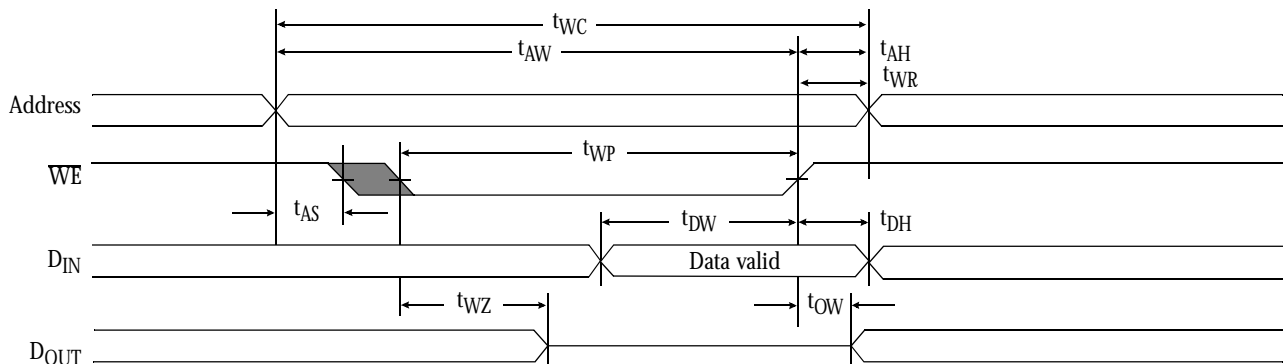 tWC
tAW
tAH
tWR
Address
WE
tWP
tAS
tDW
tDH
DIN
Data valid
tWZ
tOW
DOUT